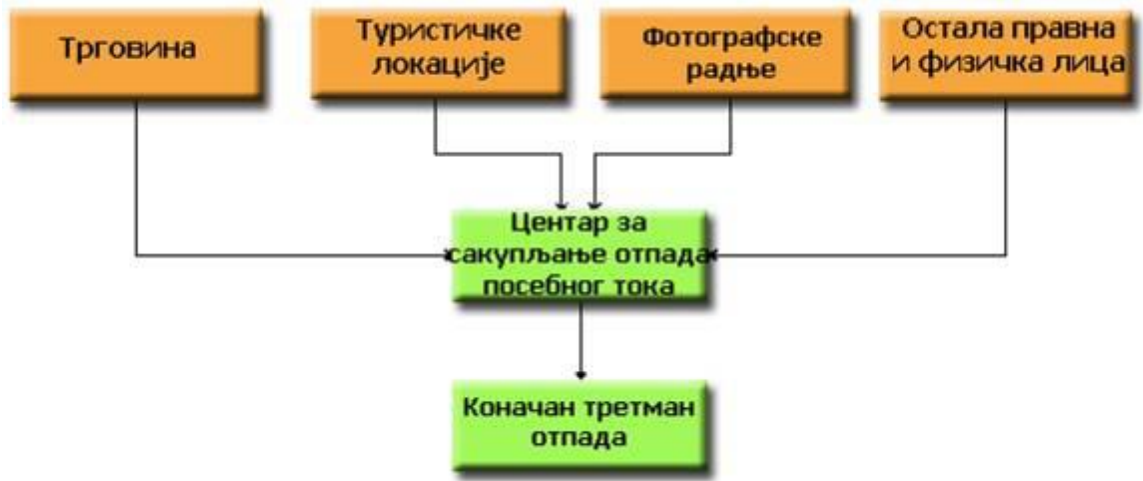 Трговина
Туристичке
локације
Фотографске
радње
Остала правна
и физичка лица
Центар за
сакупљање отпада
посебног тока
Коначан третман
отпада